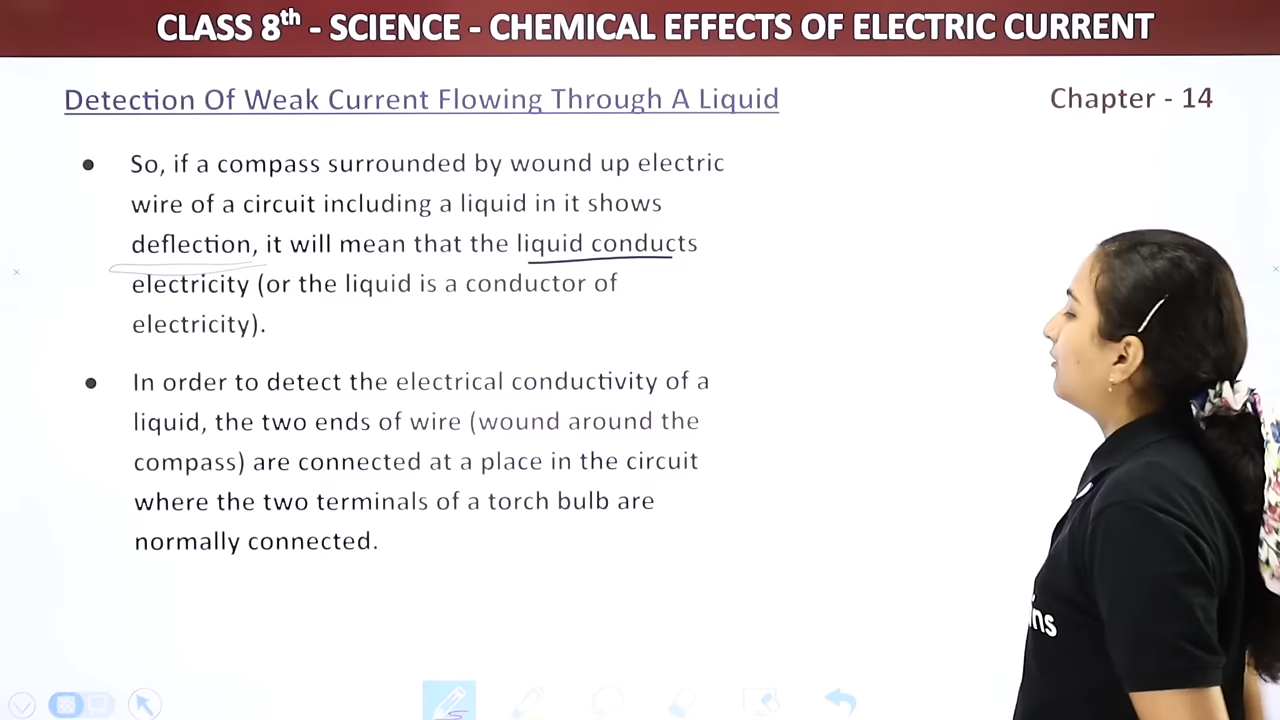 CLASS 8th - SCIENCE - CHEMICAL EFFECTS OF ELECTRIC CURRENT
Detection Of Weak Current Flowing Through A Liquid
Chapter - 14
• So, if a compass surrounded by wound up electric
wire of a circuit including a liquid in it shows
deflection, it will mean that the liquid conducts
electricity (or the liquid is a conductor of
electricity).
• In order to detect the electrical conductivity of a
liquid, the two ends of wire (wound around the
compass) are connected at a place in the circuit
where the two terminals of a torch bulb are
normally connected.